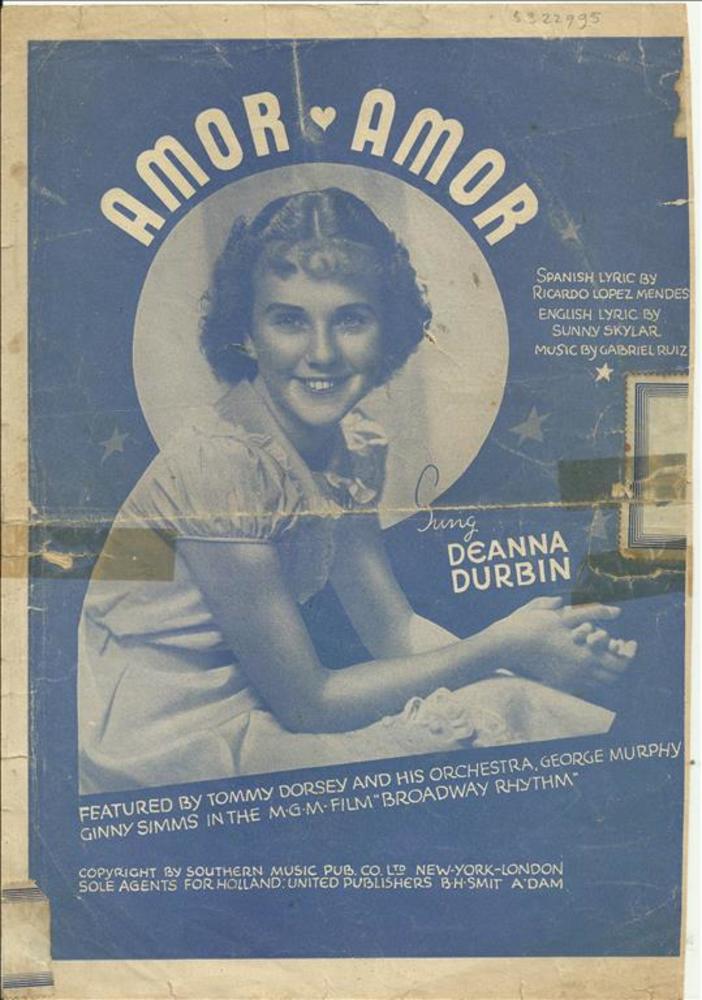 5322995
AMOR ♥ AMOR
SPANISH LYRIC BY
RICARDO LOPEZ MENDES
ENGLISH LYRIC BY
SUNNY SKYLAR
MUSIC BY GABRIEL RUIZ
Sung
DEANNA
DURBIN
FEATURED BY TOMMY DORSEY AND HIS ORCHESTRA, GEORGE MURPHY
GINNY SIMMS IN THE M·G·M·FILM "BROADWAY RHYTHM"
COPYRIGHT BY SOUTHERN MUSIC PUB. CO. LTD NEW-YORK-LONDON
SOLE AGENTS FOR HOLLAND: UNITED PUBLISHERS B·H·SMIT A'DAM